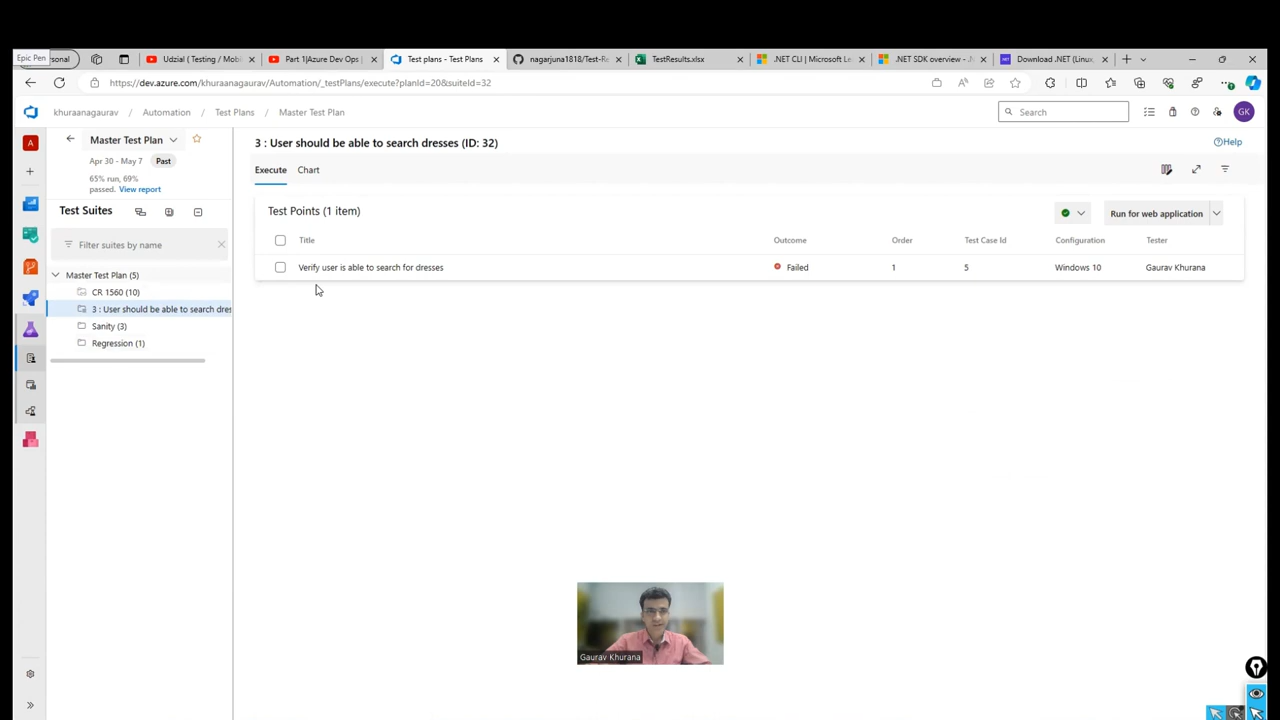 Epic Pen
sonal
Udzial ( Testing / Mobi
Part 1|Azure Dev Ops |
Test plans - Test Plans
nagarjuna1818/Test-Re
TestResults.xlsx
.NET CLI | Microsoft Le
.NET SDK overview - .N
Download .NET (Linux,
https://dev.azure.com/khuraanagaurav/Automation/_testPlans/execute?planId=20&suiteId=32
khuraanagaurav / Automation / Test Plans / Master Test Plan
Search
GK
A
Master Test Plan
Apr 30 - May 7 Past
65% run, 69%
passed. View report
Test Suites
Filter suites by name
Master Test Plan (5)
CR 1560 (10)
3 : User should be able to search dres
Sanity (3)
Regression (1)
3 : User should be able to search dresses (ID: 32)
Help
Execute Chart
Test Points (1 item)
Run for web application
Title Outcome Order Test Case Id Configuration Tester
Verify user is able to search for dresses Failed 1 5 Windows 10 Gaurav Khurana
Gaurav Khurana